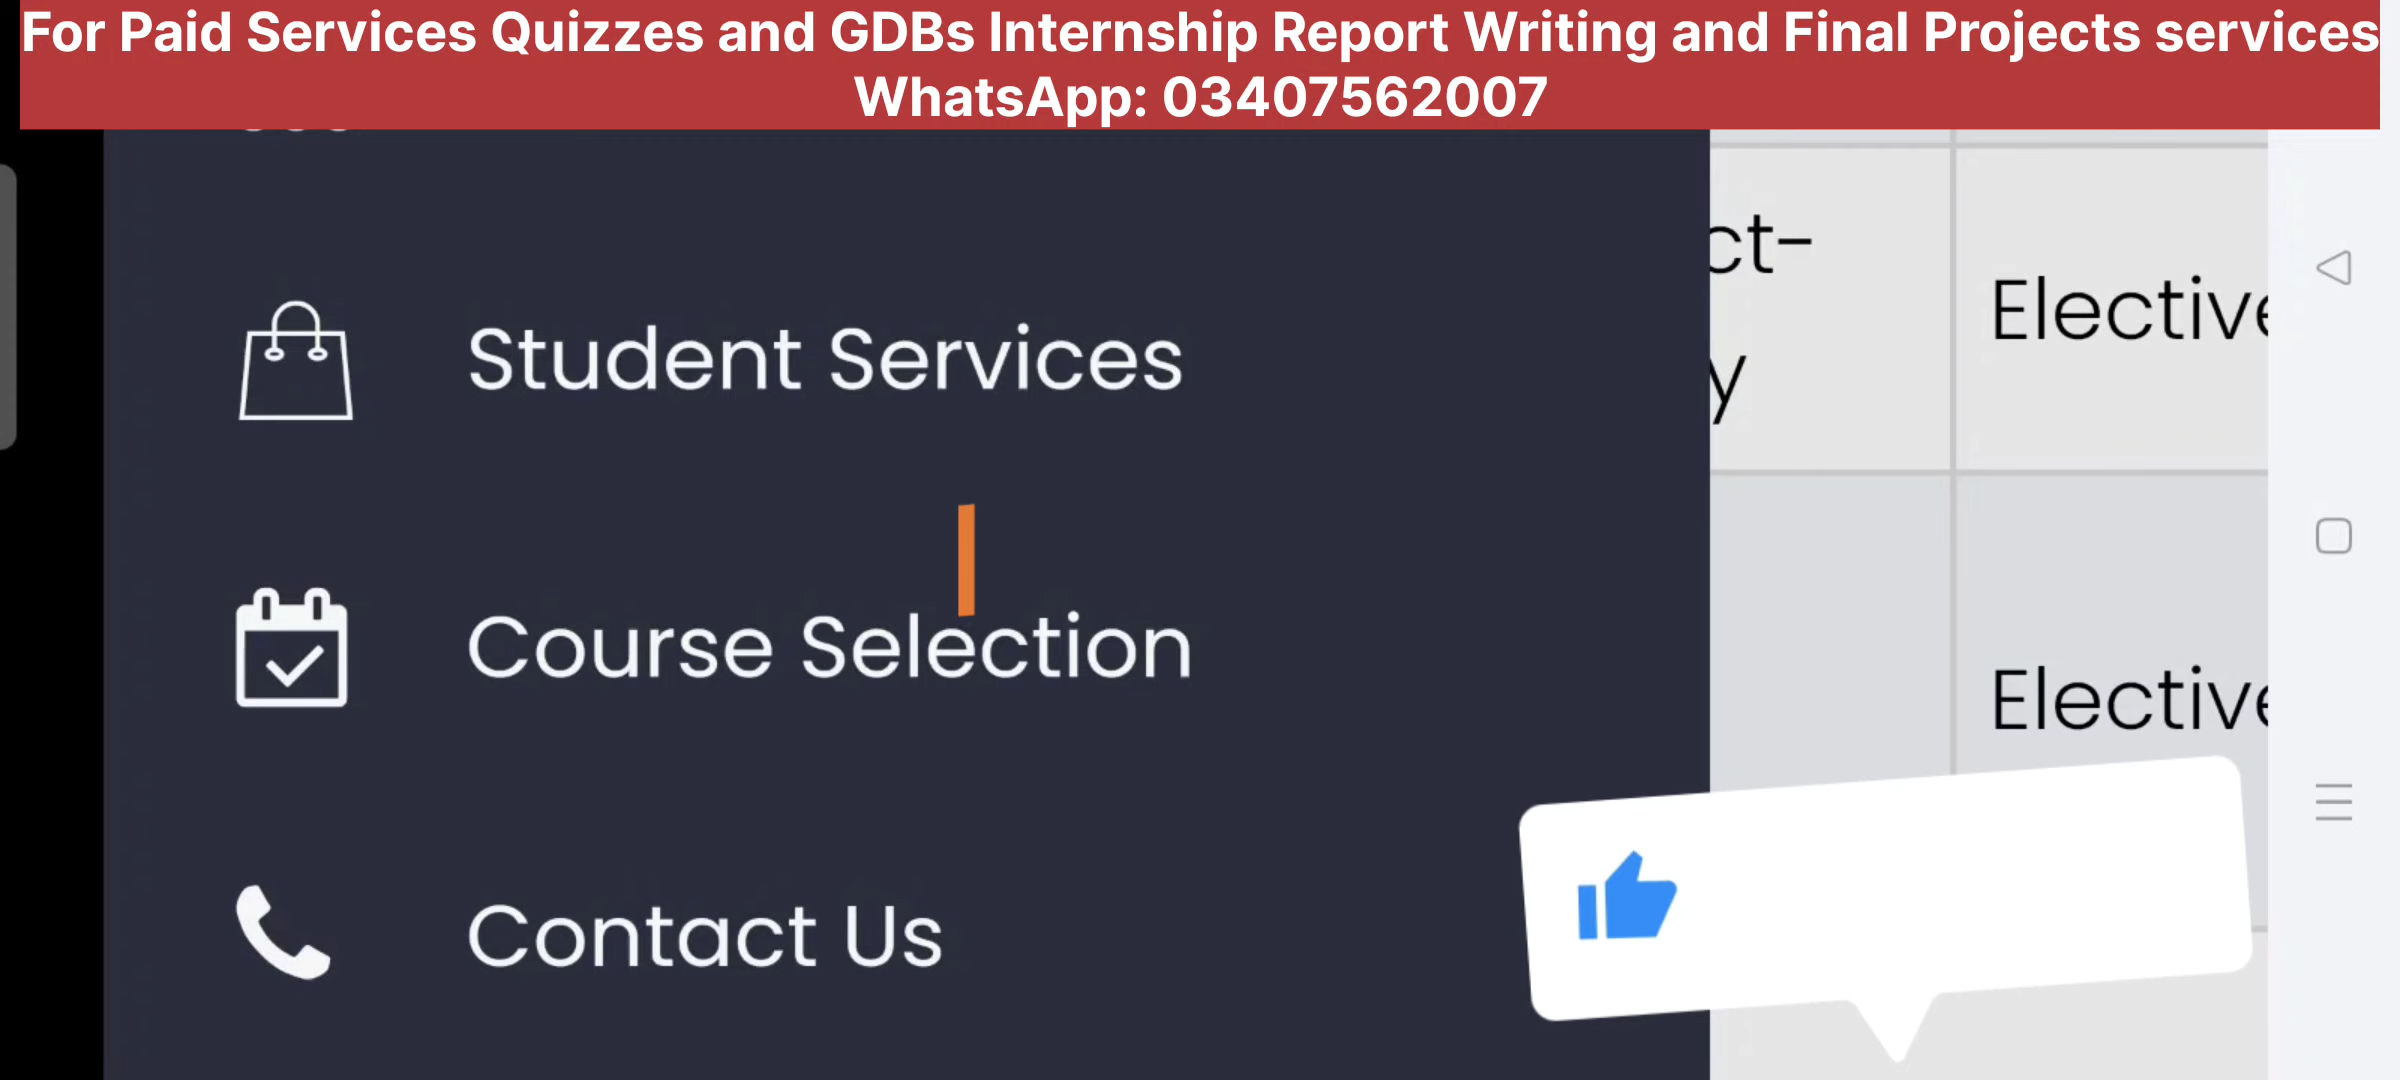 For Paid Services Quizzes and GDBs Internship Report Writing and Final Projects services
WhatsApp: 03407562007
Student Services
Course Selection
Contact Us
ct-
y
Elective
Elective